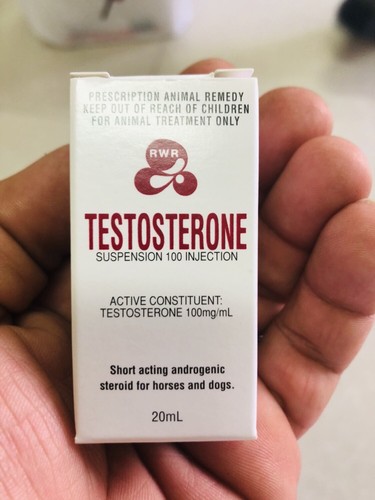 PRESCRIPTION ANIMAL REMEDY
KEEP OUT OF REACH OF CHILDREN
FOR ANIMAL TREATMENT ONLY
RWR
TESTOSTERONE
SUSPENSION 100 INJECTION
ACTIVE CONSTITUENT:
TESTOSTERONE 100mg/mL
Short acting androgenic
steroid for horses and dogs.
20mL